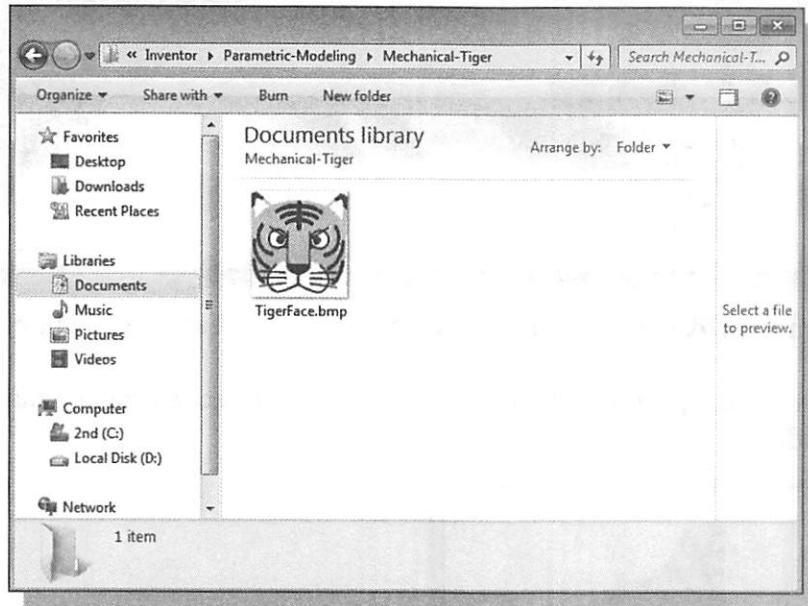 « Inventor ▸ Parametric-Modeling ▸ Mechanical-Tiger
Search Mechanical-T...
Organize ▾ Share with ▾ Burn New folder
Favorites
Desktop
Downloads
Recent Places
Libraries
Documents
Music
Pictures
Videos
Computer
2nd (C:)
Local Disk (D:)
Network
Documents library
Mechanical-Tiger
Arrange by: Folder ▾
TigerFace.bmp
Select a file
to preview.
1 item